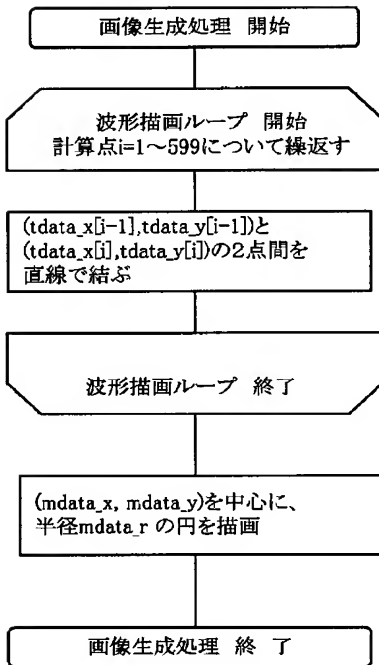 画像生成処理 開始
波形描画ループ 開始
計算点i=1～599について繰返す
(tdata_x[i-1],tdata_y[i-1])と
(tdata_x[i],tdata_y[i])の2点間を
直線で結ぶ
波形描画ループ 終了
(mdata_x, mdata_y)を中心に、
半径mdata_r の円を描画
画像生成処理 終 了